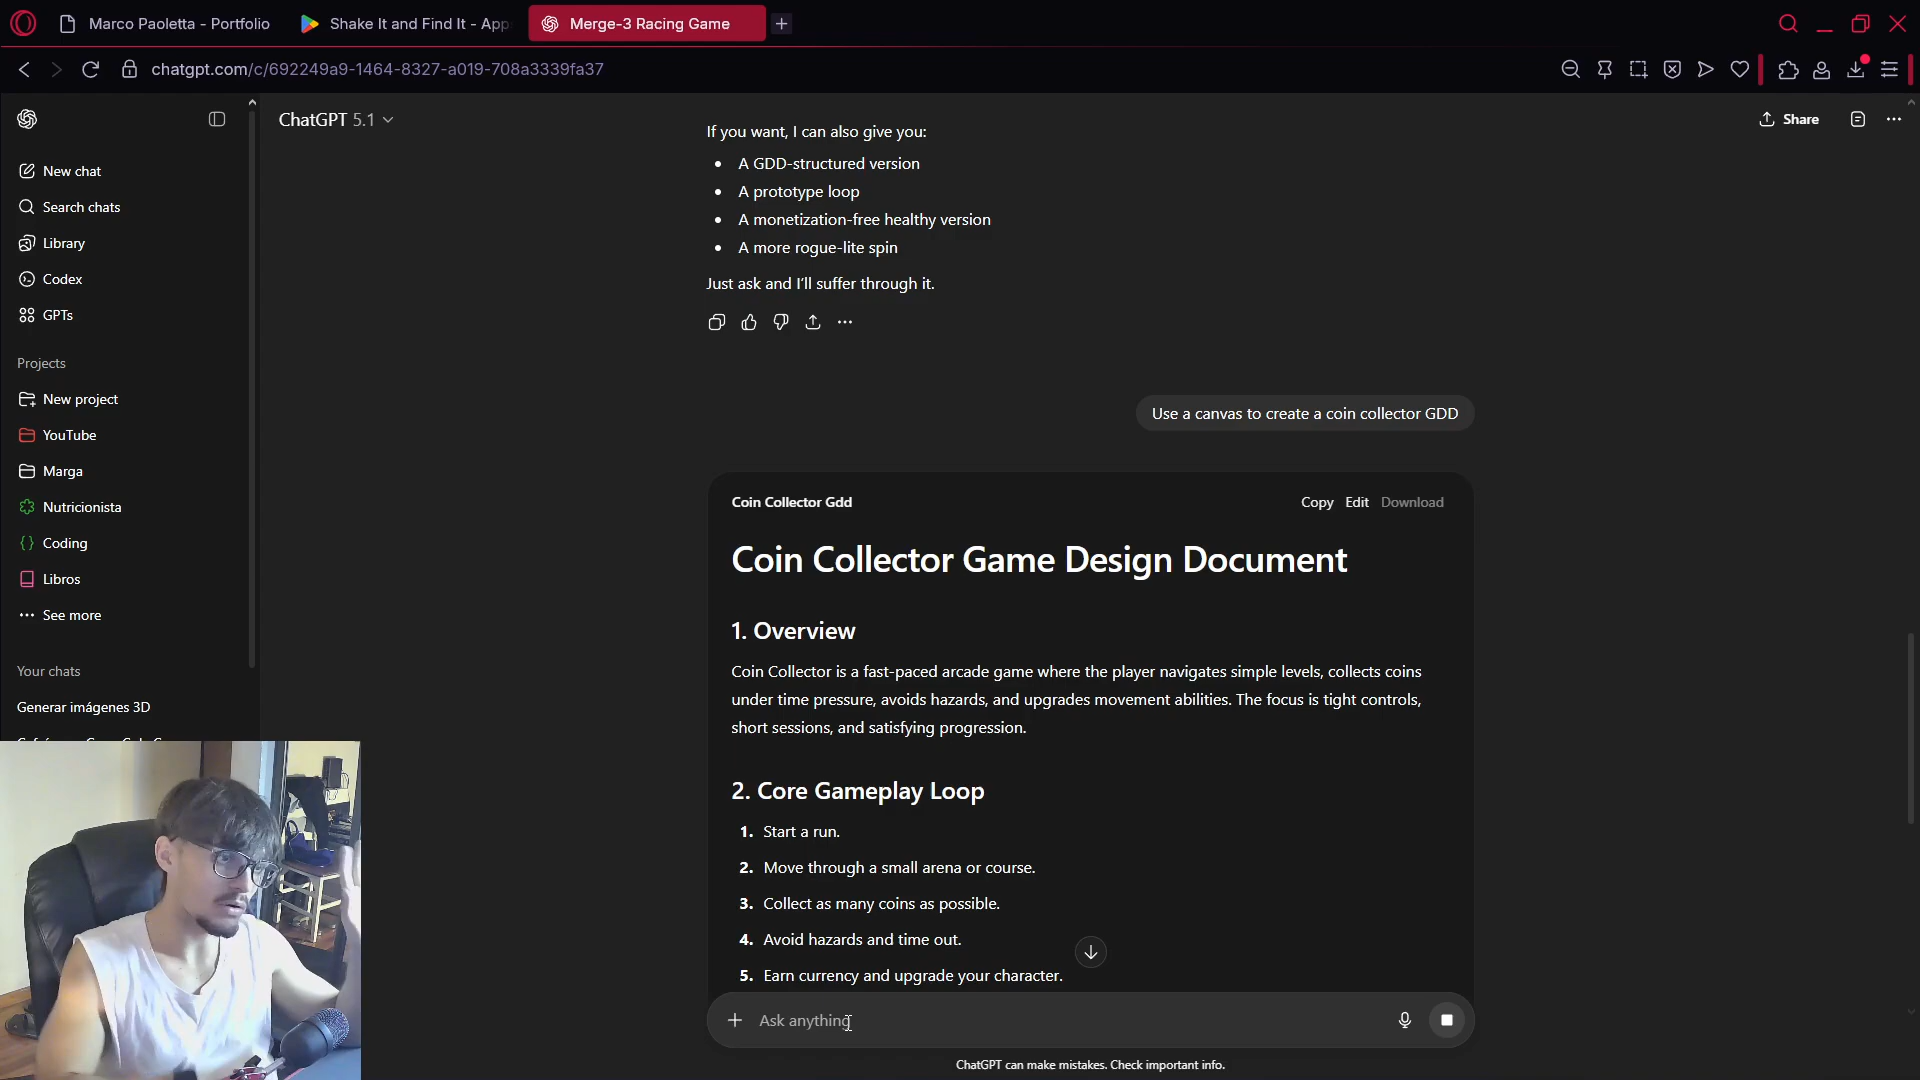 Marco Paoletta - Portfolio
Shake It and Find It - Apps
Merge-3 Racing Game
chatgpt.com/c/692249a9-1464-8327-a019-708a3339fa37
ChatGPT 5.1
Share
New chat
Search chats
Library
Codex
GPTs
Projects
New project
YouTube
Marga
Nutricionista
Coding
Libros
See more
Your chats
Generar imágenes 3D
If you want, I can also give you:
• A GDD-structured version
• A prototype loop
• A monetization-free healthy version
• A more rogue-lite spin
Just ask and I'll suffer through it.
Use a canvas to create a coin collector GDD
Coin Collector Gdd
Copy Edit Download
Coin Collector Game Design Document
1. Overview
Coin Collector is a fast-paced arcade game where the player navigates simple levels, collects coins
under time pressure, avoids hazards, and upgrades movement abilities. The focus is tight controls,
short sessions, and satisfying progression.
2. Core Gameplay Loop
1. Start a run.
2. Move through a small arena or course.
3. Collect as many coins as possible.
4. Avoid hazards and time out.
5. Earn currency and upgrade your character.
Ask anything
ChatGPT can make mistakes. Check important info.